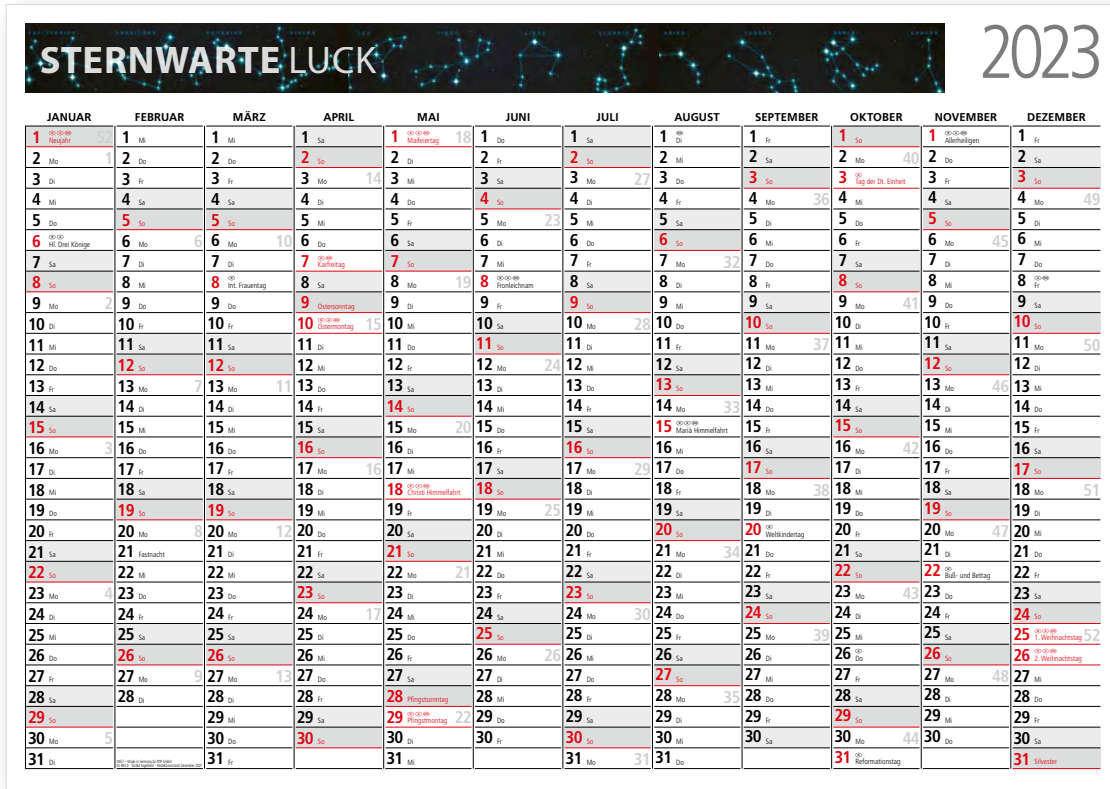 STERNWARTE LUCK
2023
JANUAR FEBRUAR MÄRZ APRIL MAI JUNI JULI AUGUST SEPTEMBER OKTOBER NOVEMBER DEZEMBER
1 Neujahr 52 1 Mi 1 Mi 1 Sa 1 Maifeiertag 18 1 Do 1 Sa 1 Di 1 Fr 1 So 1 Allerheiligen 1 Fr
2 Mo 1 2 Do 2 Do 2 So 2 Di 2 Fr 2 So 2 Mi 2 Sa 2 Mo 40 2 Do 2 Sa
3 Di 3 Fr 3 Fr 3 Mo 14 3 Mi 3 Sa 3 Mo 27 3 Do 3 So 3 Tag der Dt. Einheit 3 Fr 3 So
4 Mi 4 Sa 4 Sa 4 Di 4 Do 4 So 4 Di 4 Fr 4 Mo 36 4 Mi 4 Sa 4 Mo 49
5 Do 5 So 5 So 5 Mi 5 Fr 5 Mo 23 5 Mi 5 Sa 5 Di 5 Do 5 So 5 Di
6 Hl. Drei Könige 6 Mo 6 6 Mo 10 6 Do 6 Sa 6 Di 6 Do 6 So 6 Mi 6 Fr 6 Mo 45 6 Mi
7 Sa 7 Di 7 Di 7 Karfreitag 7 So 7 Mi 7 Fr 7 Mo 32 7 Do 7 Sa 7 Di 7 Do
8 So 8 Mi 8 Int. Frauentag 8 Sa 8 Mo 19 8 Fronleichnam 8 Sa 8 Di 8 Fr 8 So 8 Mi 8 Fr
9 Mo 2 9 Do 9 Do 9 Ostersonntag 9 Di 9 Fr 9 So 9 Mi 9 Sa 9 Mo 41 9 Do 9 Sa
10 Di 10 Fr 10 Fr 10 Ostermontag 15 10 Mi 10 Sa 10 Mo 28 10 Do 10 So 10 Di 10 Fr 10 So
11 Mi 11 Sa 11 Sa 11 Di 11 Do 11 So 11 Di 11 Fr 11 Mo 37 11 Mi 11 Sa 11 Mo 50
12 Do 12 So 12 So 12 Mi 12 Fr 12 Mo 24 12 Mi 12 Sa 12 Di 12 Do 12 So 12 Di
13 Fr 13 Mo 7 13 Mo 11 13 Do 13 Sa 13 Di 13 Do 13 So 13 Mi 13 Fr 13 Mo 46 13 Mi
14 Sa 14 Di 14 Di 14 Fr 14 So 14 Mi 14 Fr 14 Mo 33 14 Do 14 Sa 14 Di 14 Do
15 So 15 Mi 15 Mi 15 Sa 15 Mo 20 15 Do 15 Sa 15 Mariä Himmelfahrt 15 Fr 15 So 15 Mi 15 Fr
16 Mo 3 16 Do 16 Do 16 So 16 Di 16 Fr 16 So 16 Mi 16 Sa 16 Mo 42 16 Do 16 Sa
17 Di 17 Fr 17 Fr 17 Mo 16 17 Mi 17 Sa 17 Mo 29 17 Do 17 So 17 Di 17 Fr 17 So
18 Mi 18 Sa 18 Sa 18 Di 18 Christi Himmelfahrt 18 So 18 Di 18 Fr 18 Mo 38 18 Mi 18 Sa 18 Mo 51
19 Do 19 So 19 So 19 Mi 19 Fr 19 Mo 25 19 Mi 19 Sa 19 Di 19 Do 19 So 19 Di
20 Fr 20 Mo 8 20 Mo 12 20 Do 20 Sa 20 Di 20 Do 20 So 20 Weltkindertag 20 Fr 20 Mo 47 20 Mi
21 Sa 21 Fastnacht 21 Di 21 Fr 21 So 21 Mi 21 Fr 21 Mo 34 21 Do 21 Sa 21 Di 21 Do
22 So 22 Mi 22 Mi 22 Sa 22 Mo 21 22 Do 22 Sa 22 Di 22 Fr 22 So 22 Buß- und Bettag 22 Fr
23 Mo 4 23 Do 23 Do 23 So 23 Di 23 Fr 23 So 23 Mi 23 Sa 23 Mo 43 23 Do 23 Sa
24 Di 24 Fr 24 Fr 24 Mo 17 24 Mi 24 Sa 24 Mo 30 24 Do 24 So 24 Di 24 Fr 24 So
25 Mi 25 Sa 25 Sa 25 Di 25 Do 25 So 25 Di 25 Fr 25 Mo 39 25 Mi 25 Sa 25 1. Weihnachtstag 52
26 Do 26 So 26 So 26 Mi 26 Fr 26 Mo 26 26 Mi 26 Sa 26 Di 26 Do 26 So 26 2. Weihnachtstag
27 Fr 27 Mo 9 27 Mo 13 27 Do 27 Sa 27 Di 27 Do 27 So 27 Mi 27 Fr 27 Mo 48 27 Mi
28 Sa 28 Di 28 Di 28 Fr 28 Pfingstsonntag 28 Mi 28 Fr 28 Mo 35 28 Do 28 Sa 28 Di 28 Do
29 So 29 Mi 29 Sa 29 Pfingstmontag 22 29 Do 29 Sa 29 Di 29 Fr 29 So 29 Mi 29 Fr
30 Mo 5 30 Do 30 So 30 Di 30 Fr 30 So 30 Mi 30 Sa 30 Mo 44 30 Do 30 Sa
31 Di 31 Fr 31 Mi 31 Mo 31 31 Do 31 Reformationstag 31 Silvester